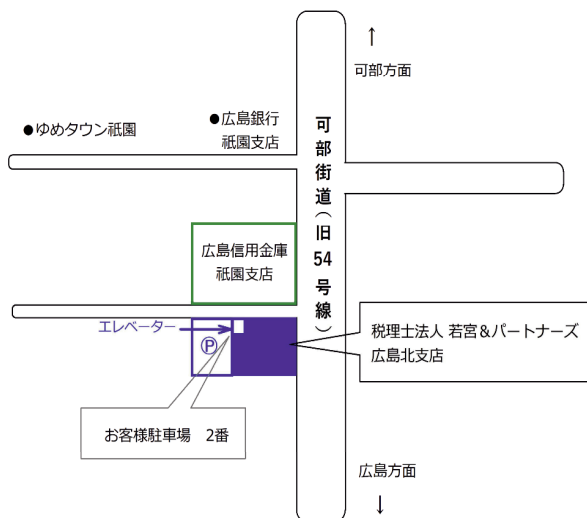 ↑
可部方面
●ゆめタウン祇園
●広島銀行
祇園支店
可部街道(旧54号線)
広島信用金庫
祇園支店
エレベーター
P
税理士法人 若宮&パートナーズ
広島北支店
お客様駐車場 2番
広島方面
↓